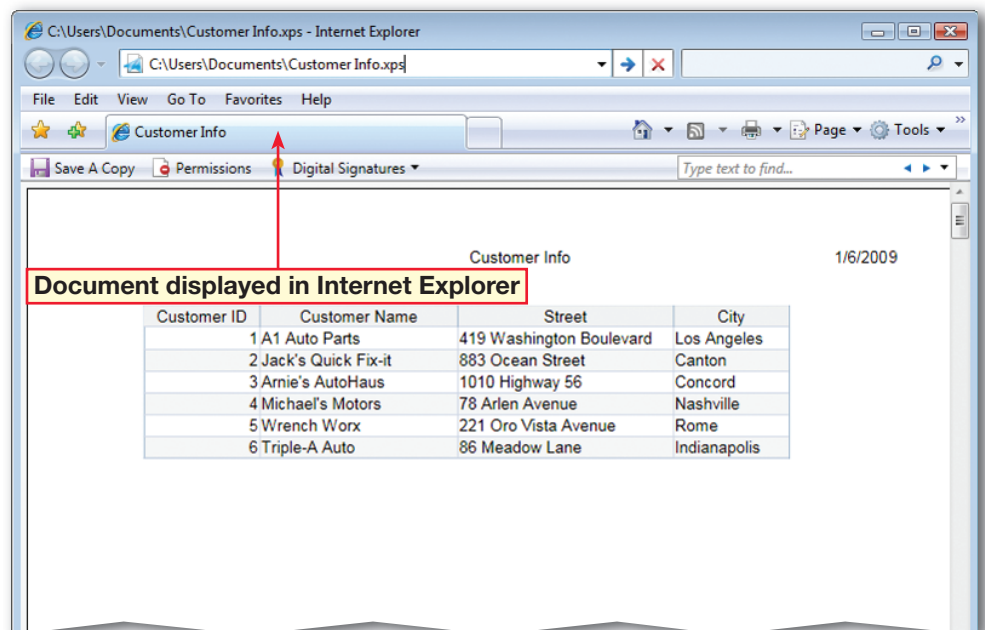 C:\Users\Documents\Customer Info.xps - Internet Explorer
C:\Users\Documents\Customer Info.xps
File Edit View Go To Favorites Help
Customer Info
Page Tools
Save A Copy Permissions Digital Signatures Type text to find...
Customer Info 1/6/2009
Document displayed in Internet Explorer
Customer ID Customer Name Street City
1 A1 Auto Parts 419 Washington Boulevard Los Angeles
2 Jack's Quick Fix-it 883 Ocean Street Canton
3 Arnie's AutoHaus 1010 Highway 56 Concord
4 Michael's Motors 78 Arlen Avenue Nashville
5 Wrench Worx 221 Oro Vista Avenue Rome
6 Triple-A Auto 86 Meadow Lane Indianapolis